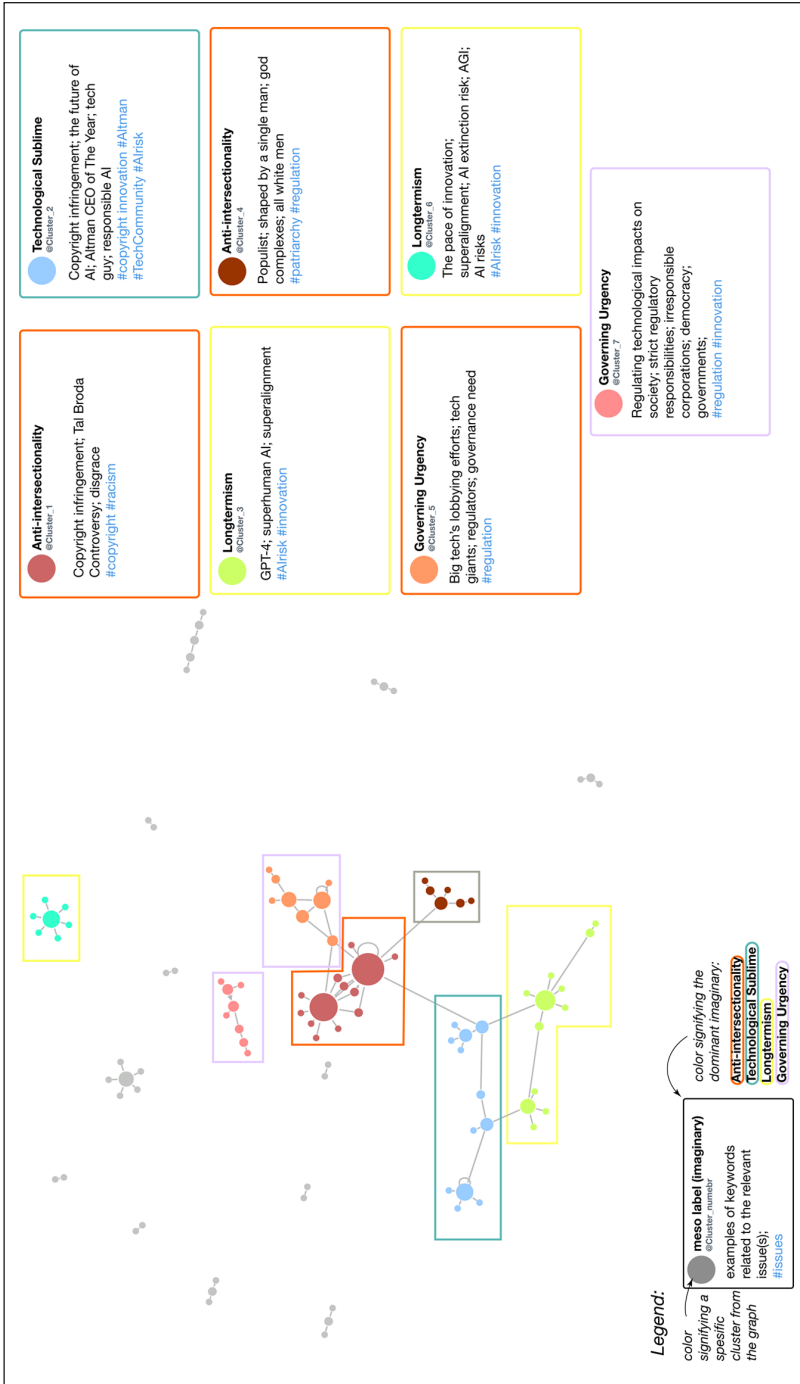 Anti-intersectionality
@Cluster_1
Copyright infringement; Tal Broda
Controversy; disgrace
#copyright #racism
Technological Sublime
@Cluster_2
Copyright infringement; the future of
AI; Altman CEO of The Year; tech
guy; responsible AI
#copyright innovation #Altman
#TechCommunity #AIrisk
Longtermism
@Cluster_3
GPT-4; superhuman AI; superalignment
#AIrisk #innovation
Anti-intersectionality
@Cluster_4
Populist; shaped by a single man; god
complexes; all white men
#patriarchy #regulation
Governing Urgency
@Cluster_5
Big tech's lobbying efforts; tech
giants; regulators; governance need
#regulation
Longtermism
@Cluster_6
The pace of innovation;
superalignment; AI extinction risk; AGI;
AI risks
#AIrisk #innovation
Governing Urgency
@Cluster_7
Regulating technological impacts on
society; strict regulatory
responsibilities; irresponsible
corporations; democracy;
governments;
#regulation #innovation
Legend:
color
signifying a
spesific
cluster from
the graph
meso label (imaginary)
@Cluster_numebr
examples of keywords
related to the relevant
issue(s);
#issues
color signifying the
dominant imaginary:
Anti-intersectionality
Technological Sublime
Longtermism
Governing Urgency